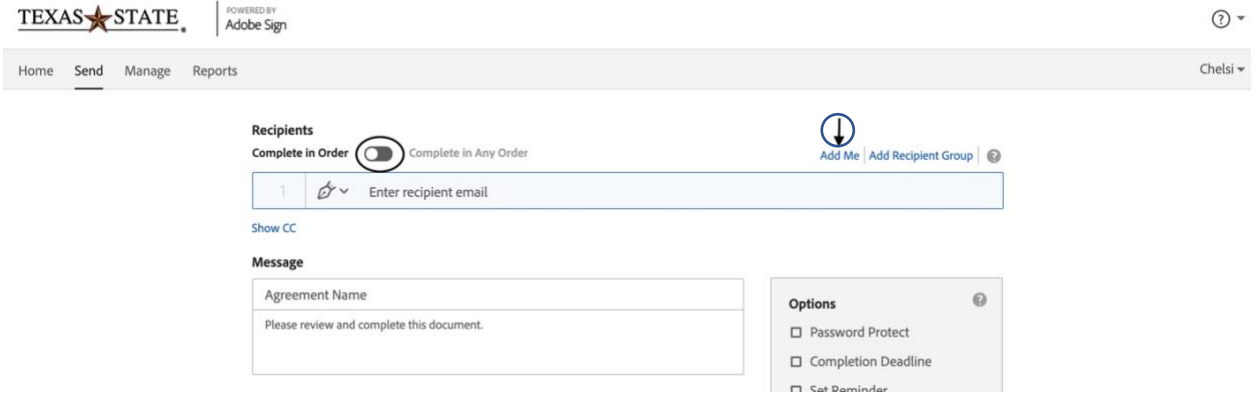 TEXAS STATE
POWERED BY
Adobe Sign
Home Send Manage Reports Chelsi
Recipients
Complete in Order Complete in Any Order
Add Me Add Recipient Group
1 Enter recipient email
Show CC
Message
Agreement Name
Please review and complete this document.
Options
Password Protect
Completion Deadline
Set Reminder